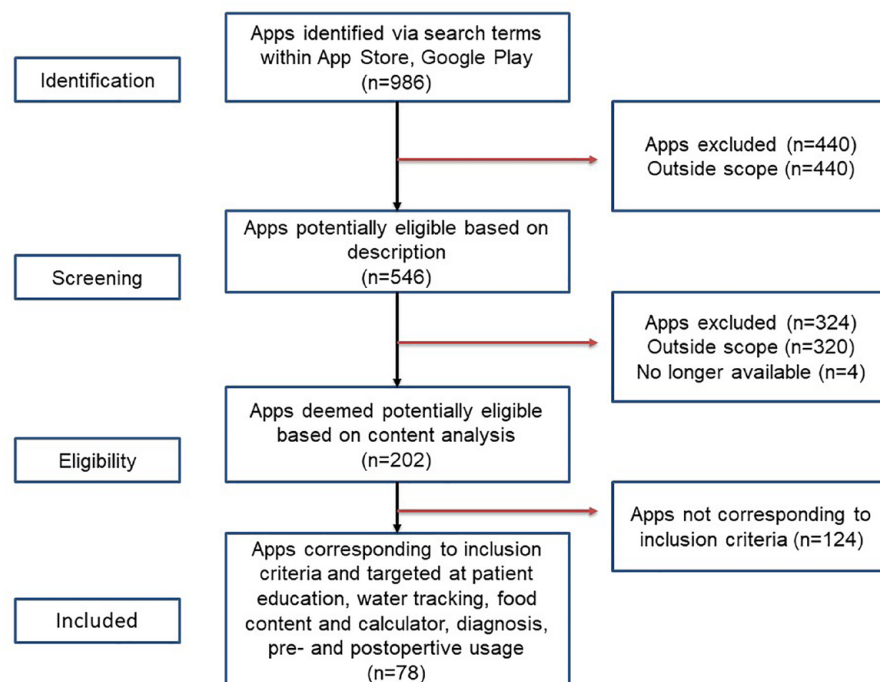 Identification
Apps identified via search terms
within App Store, Google Play
(n=986)
Apps excluded (n=440)
Outside scope (n=440)
Screening
Apps potentially eligible based on
description
(n=546)
Apps excluded (n=324)
Outside scope (n=320)
No longer available (n=4)
Eligibility
Apps deemed potentially eligible
based on content analysis
(n=202)
Apps not corresponding to
inclusion criteria (n=124)
Included
Apps corresponding to inclusion
criteria and targeted at patient
education, water tracking, food
content and calculator, diagnosis,
pre- and postopertive usage
(n=78)